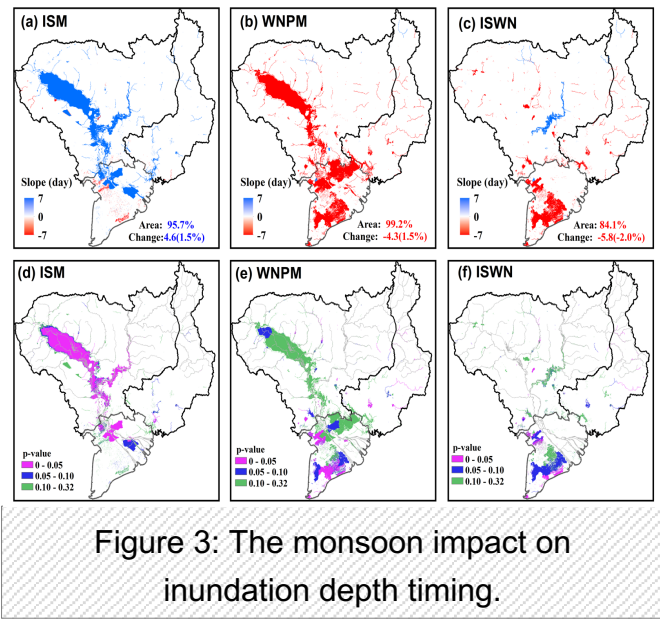 (a) ISM
Slope (day)
7
0
-7
Area: 95.7%
Change:4.6(1.5%)
(b) WNPM
Slope (day)
7
0
-7
Area: 99.2%
Change: -4.3(1.5%)
(c) ISWN
Slope (day)
7
0
-7
Area: 84.1%
Change: -5.8(-2.0%)
(d) ISM
p-value
0 - 0.05
0.05 - 0.10
0.10 - 0.32
(e) WNPM
p-value
0 - 0.05
0.05 - 0.10
0.10 - 0.32
(f) ISWN
p-value
0 - 0.05
0.05 - 0.10
0.10 - 0.32
Figure 3: The monsoon impact on
inundation depth timing.